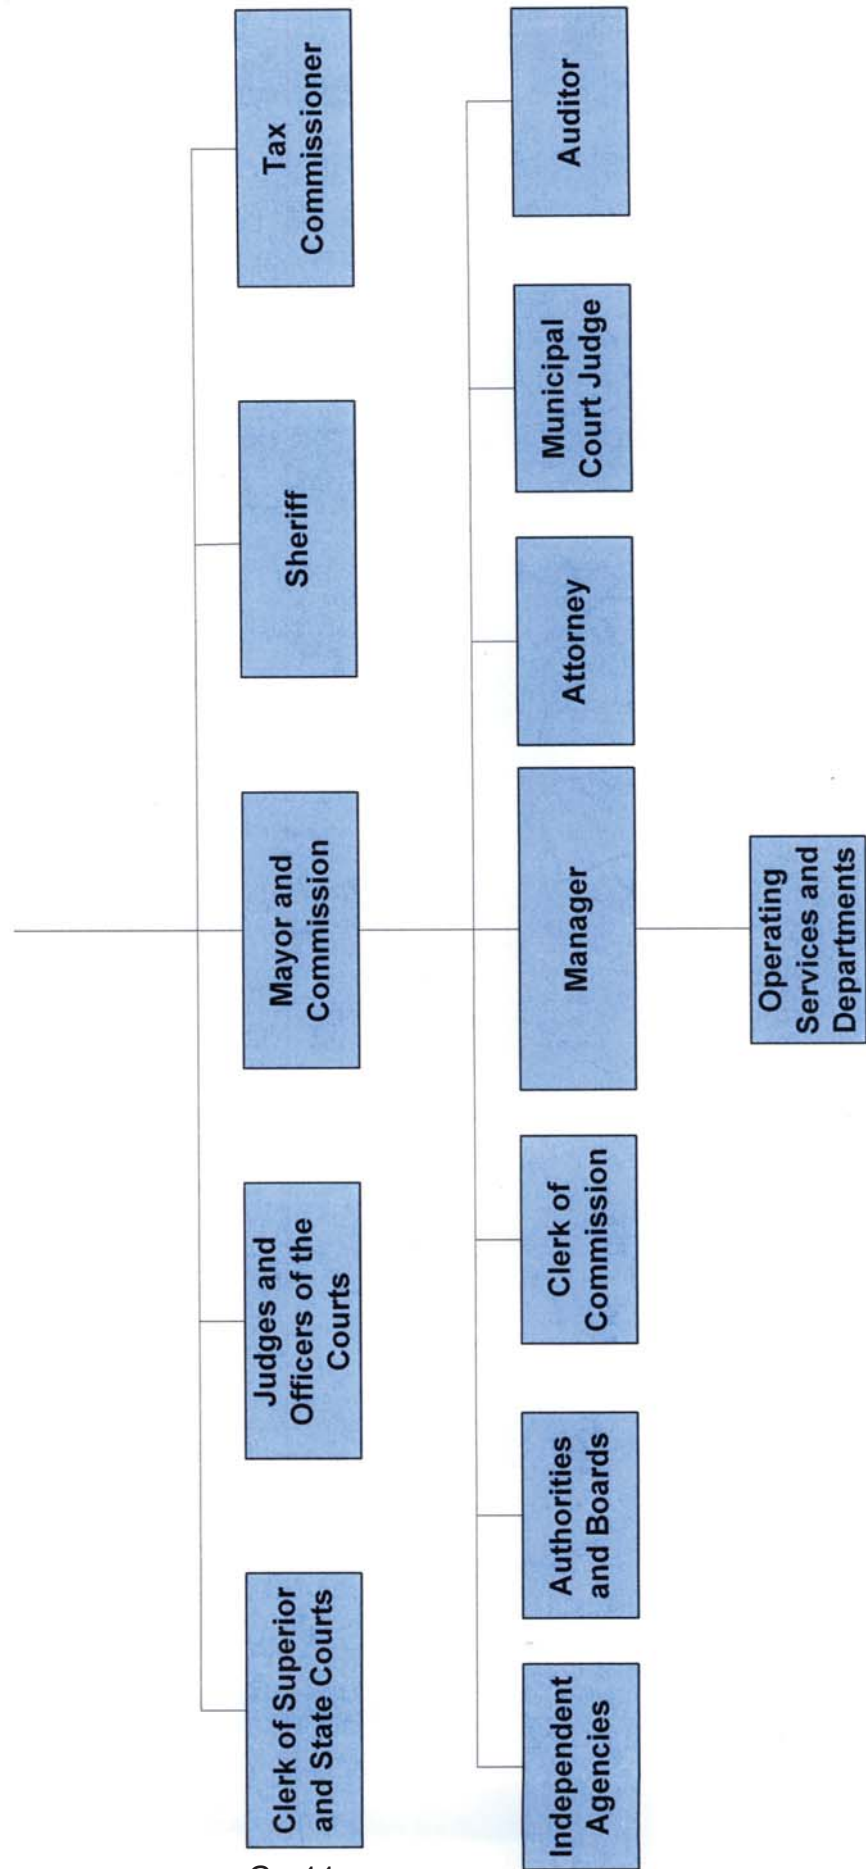 Clerk of Superior
and State Courts
Judges and
Officers of the
Courts
Mayor and
Commission
Sheriff
Tax
Commissioner
Independent
Agencies
Authorities
and Boards
Clerk of
Commission
Manager
Attorney
Municipal
Court Judge
Auditor
Operating
Services and
Departments